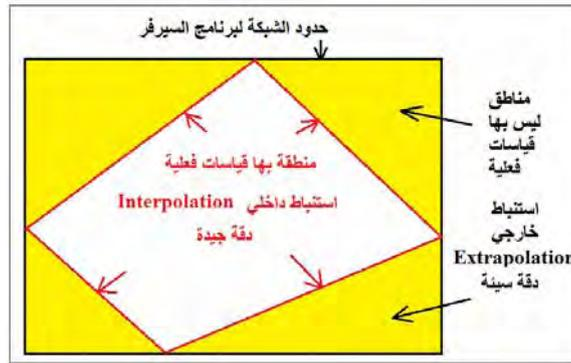 حدود الشبكة لبرنامج السيرفر
مناطق
ليس بها
قياسات
فعلية
منطقة بها قياسات فعلية
استنباط داخلي Interpolation
دقة جيدة
استنباط
خارجي
Extrapolation
دقة سيئة